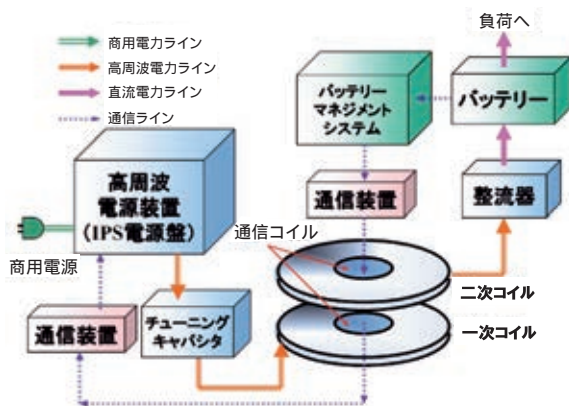 商用電力ライン
高周波電力ライン
直流電力ライン
通信ライン
負荷へ
バッテリー
マネジメント
システム
バッテリー
高周波
電源装置
(IPS電源盤)
通信装置
整流器
通信コイル
商用電源
二次コイル
通信装置
チューニング
キャパシタ
一次コイル